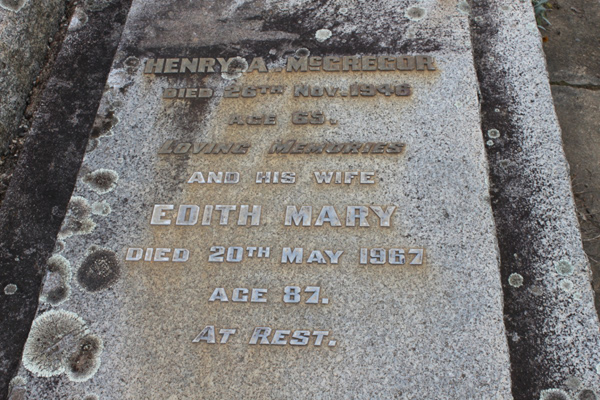 HENRY A. McGREGOR
DIED 26TH NOV. 1946
AGE 65.
LOVING MEMORIES
AND HIS WIFE
EDITH MARY
DIED 20TH MAY 1967
AGE 87.
AT REST.